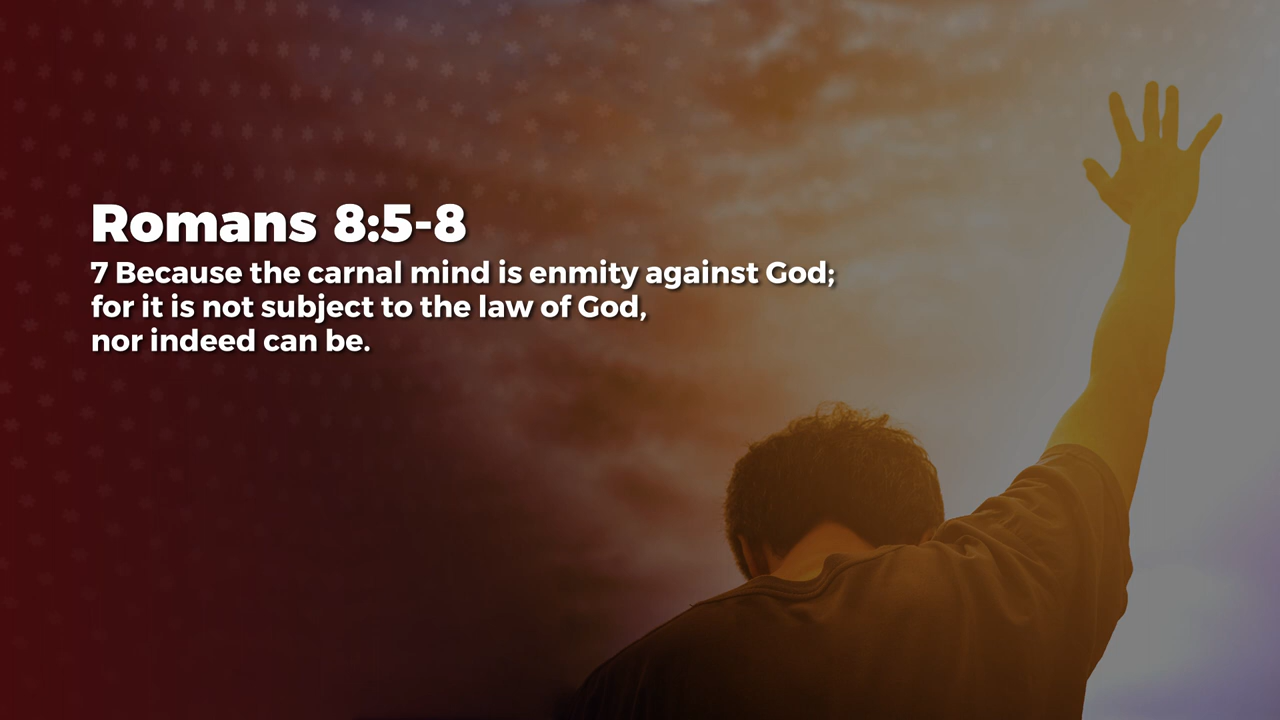 Romans 8:5-8
7 Because the carnal mind is enmity against God;
for it is not subject to the law of God,
nor indeed can be.